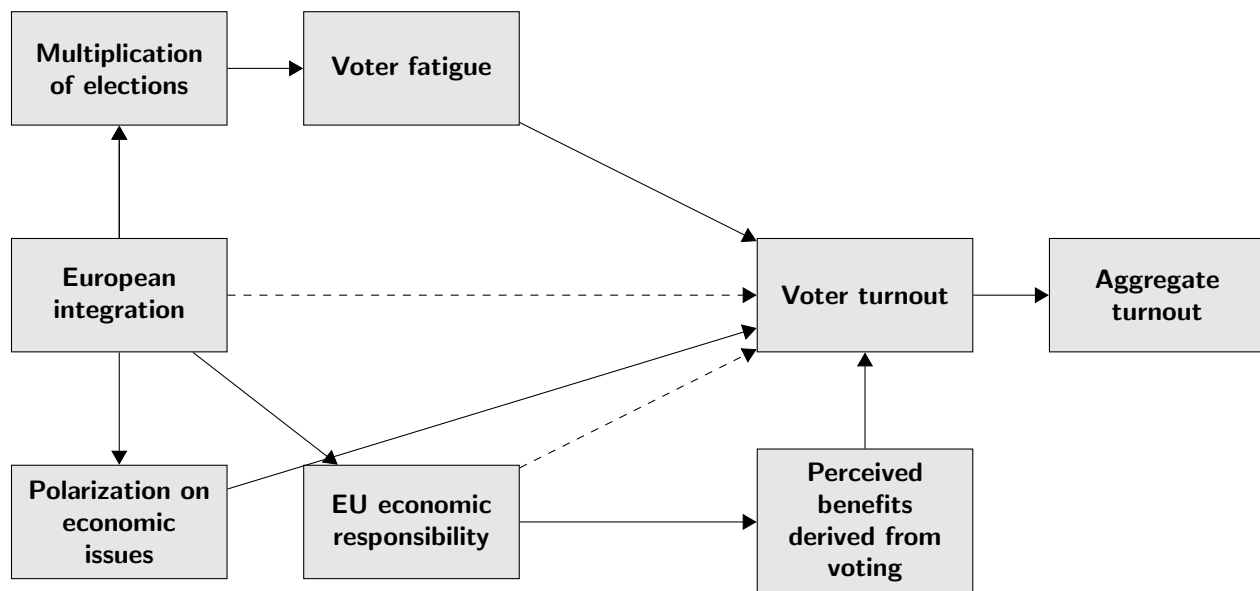 Multiplication
of elections
Voter fatigue
European
integration
Voter turnout
Aggregate
turnout
Polarization on
economic
issues
EU economic
responsibility
Perceived
benefits
derived from
voting